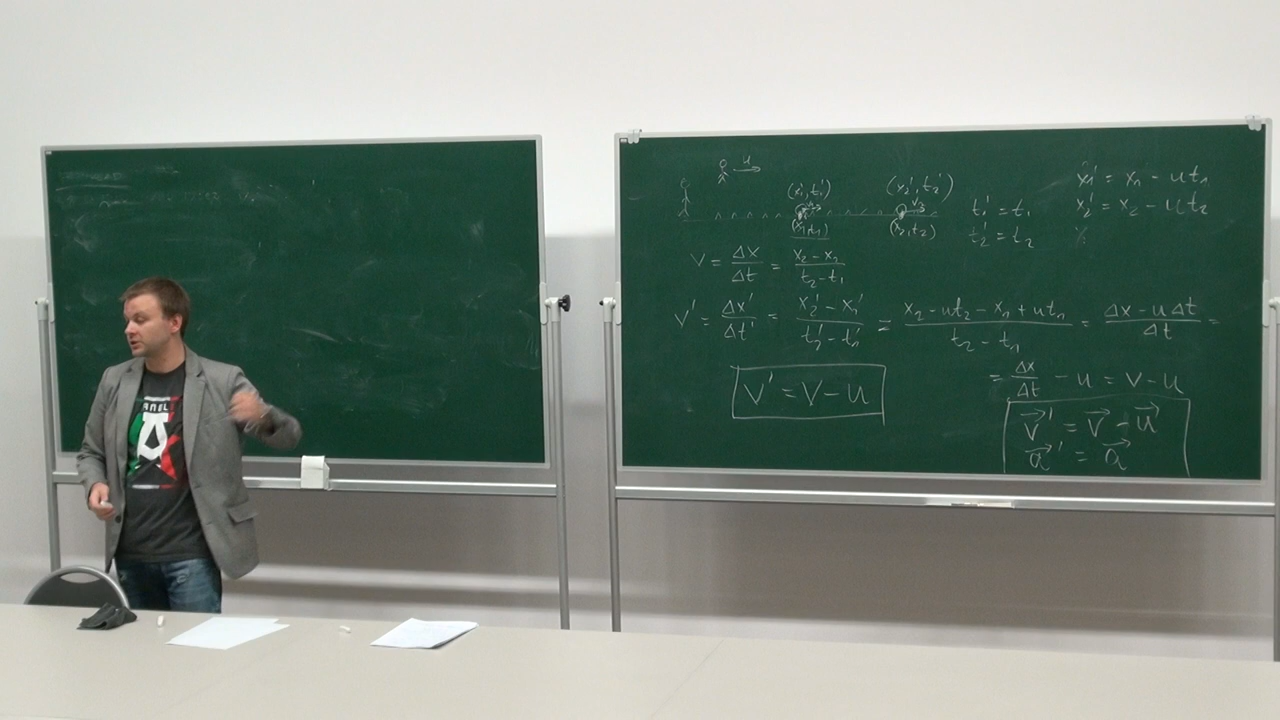 u
(x₁', t₁') (x₂', t₂')
(x₁, t₁) (x₂, t₂)
t₁' = t₁
t₂' = t₂
x₁' = x₁ - ut₁
x₂' = x₂ - ut₂
v = Δx/Δt = (x₂ - x₁)/(t₂ - t₁)
v' = Δx'/Δt' = (x₂' - x₁')/(t₂' - t₁') = (x₂ - ut₂ - x₁ + ut₁)/(t₂ - t₁) = (Δx - uΔt)/Δt =
= Δx/Δt - u = v - u
v' = v - u
v⃗' = v⃗ - u⃗
a⃗' = a⃗